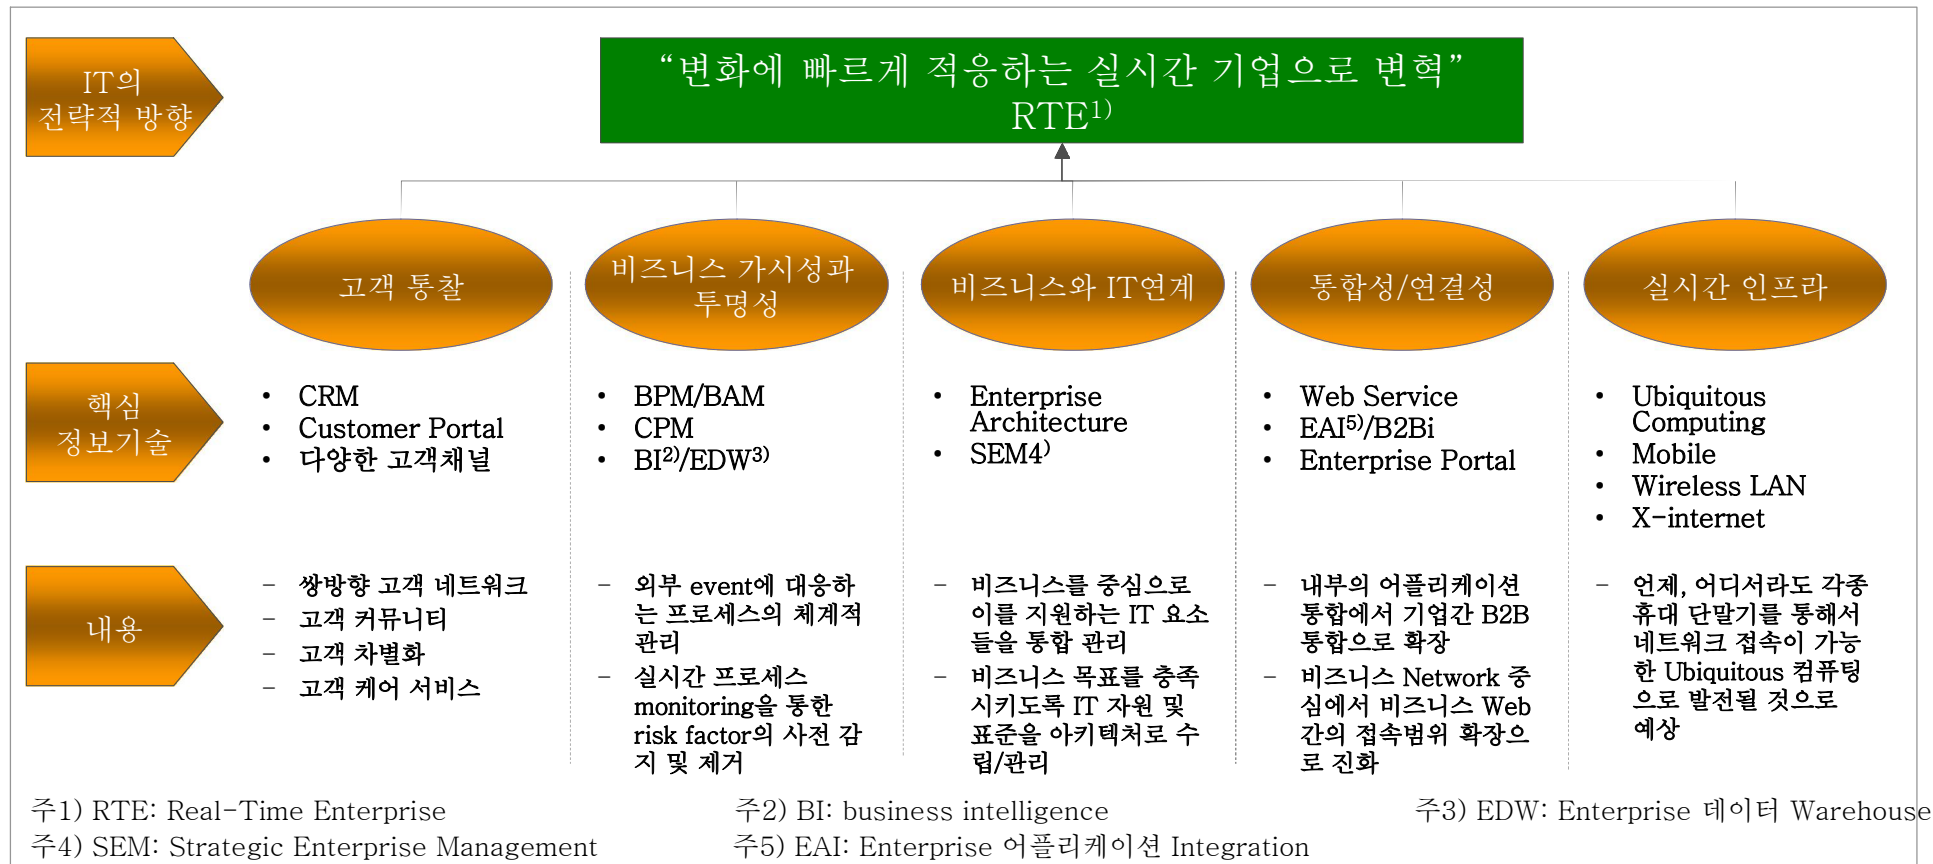 IT의
전략적 방향
“변화에 빠르게 적응하는 실시간 기업으로 변혁”
RTE1)
고객 통찰
비즈니스 가시성과
투명성
비즈니스와 IT연계
통합성/연결성
실시간 인프라
핵심
정보기술
• CRM
• Customer Portal
• 다양한 고객채널
• BPM/BAM
• CPM
• BI2)/EDW3)
• Enterprise
Architecture
• SEM4)
• Web Service
• EAI5)/B2Bi
• Enterprise Portal
• Ubiquitous
Computing
• Mobile
• Wireless LAN
• X-internet
내용
- 쌍방향 고객 네트워크
- 고객 커뮤니티
- 고객 차별화
- 고객 케어 서비스
- 외부 event에 대응하
는 프로세스의 체계적
관리
- 실시간 프로세스
monitoring을 통한
risk factor의 사전 감
지 및 제거
- 비즈니스를 중심으로
이를 지원하는 IT 요소
들을 통합 관리
- 비즈니스 목표를 충족
시키도록 IT 자원 및
표준을 아키텍처로 수
립/관리
- 내부의 어플리케이션
통합에서 기업간 B2B
통합으로 확장
- 비즈니스 Network 중
심에서 비즈니스 Web
간의 접속범위 확장으
로 진화
- 언제, 어디서라도 각종
휴대 단말기를 통해서
네트워크 접속이 가능
한 Ubiquitous 컴퓨팅
으로 발전될 것으로
예상
주1) RTE: Real-Time Enterprise
주2) BI: business intelligence
주3) EDW: Enterprise 데이터 Warehouse
주4) SEM: Strategic Enterprise Management
주5) EAI: Enterprise 어플리케이션 Integration